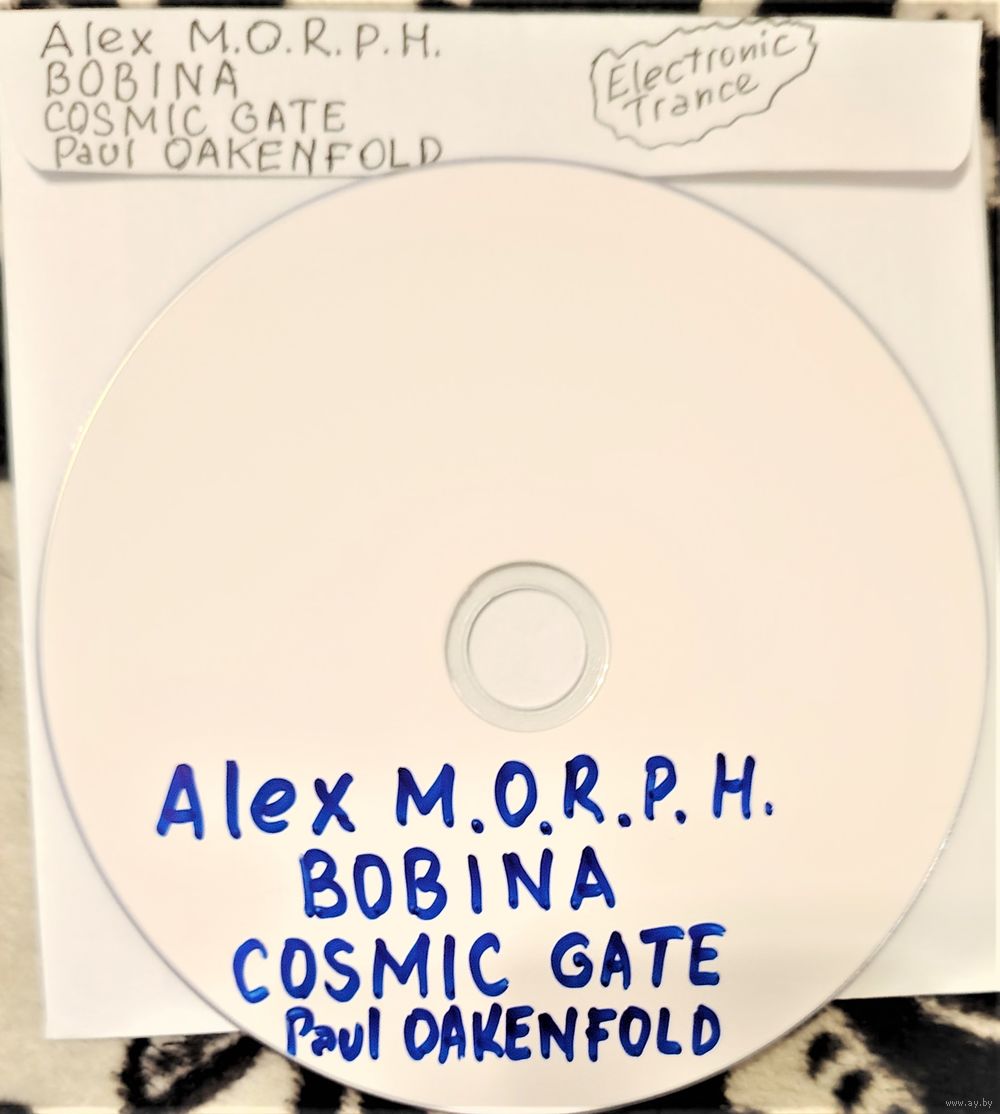 Alex M.O.R.P.H.
BOBINA
COSMIC GATE
Paul OAKENFOLD
Electronic
Trance
Alex M.O.R.P.H.
BOBINA
COSMIC GATE
Paul OAKENFOLD
www.ay.by